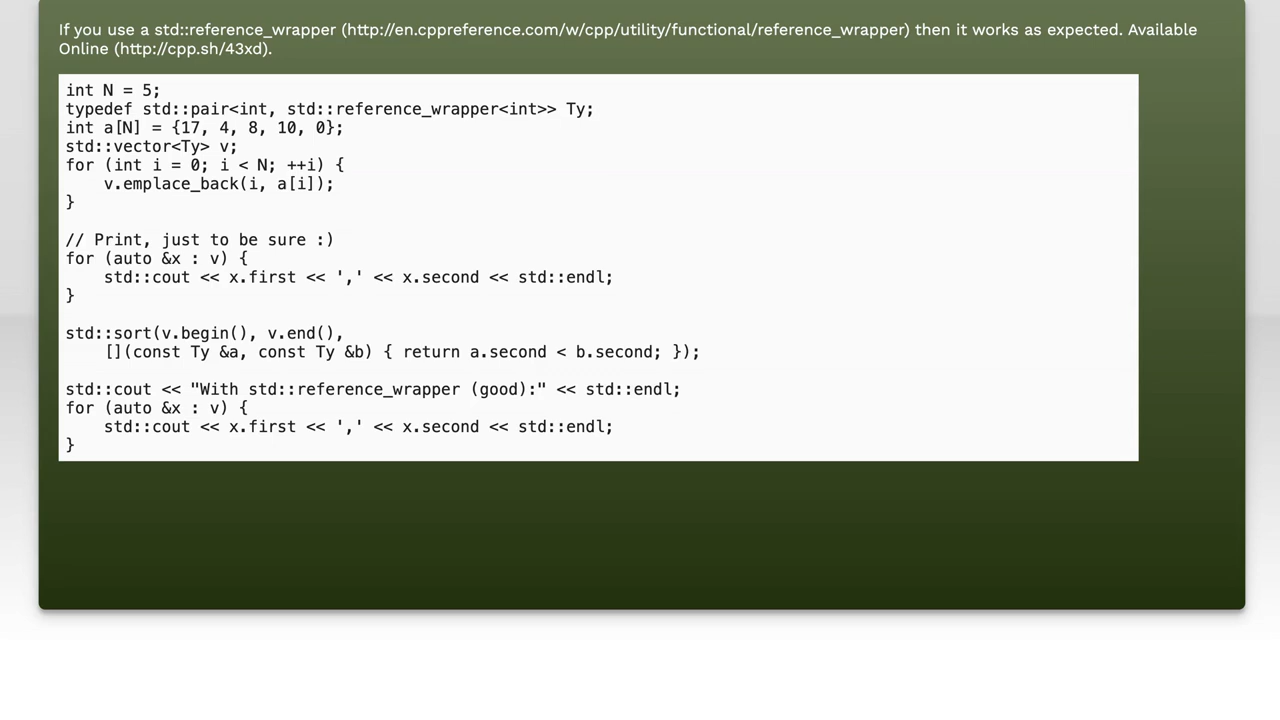 If you use a std::reference_wrapper (http://en.cppreference.com/w/cpp/utility/functional/reference_wrapper) then it works as expected. Available
Online (http://cpp.sh/43xd).
int N = 5;
typedef std::pair<int, std::reference_wrapper<int>> Ty;
int a[N] = {17, 4, 8, 10, 0};
std::vector<Ty> v;
for (int i = 0; i < N; ++i) {
    v.emplace_back(i, a[i]);
}
// Print, just to be sure :)
for (auto &x : v) {
    std::cout << x.first << ',' << x.second << std::endl;
}
std::sort(v.begin(), v.end(),
    [](const Ty &a, const Ty &b) { return a.second < b.second; });
std::cout << "With std::reference_wrapper (good):" << std::endl;
for (auto &x : v) {
    std::cout << x.first << ',' << x.second << std::endl;
}